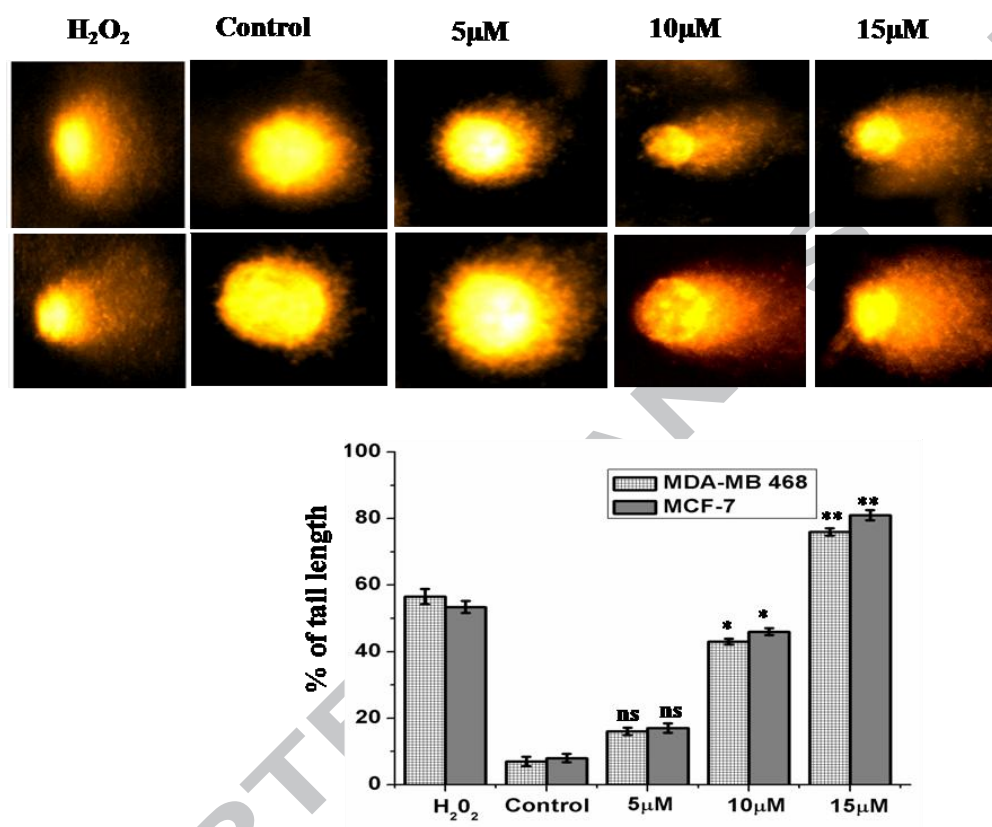 H₂O₂ Control 5µM 10µM 15µM
100
80
60
40
20
0
% of tail length
MDA-MB 468
MCF-7
ns ns * * ** **
H₂0₂ Control 5µM 10µM 15µM